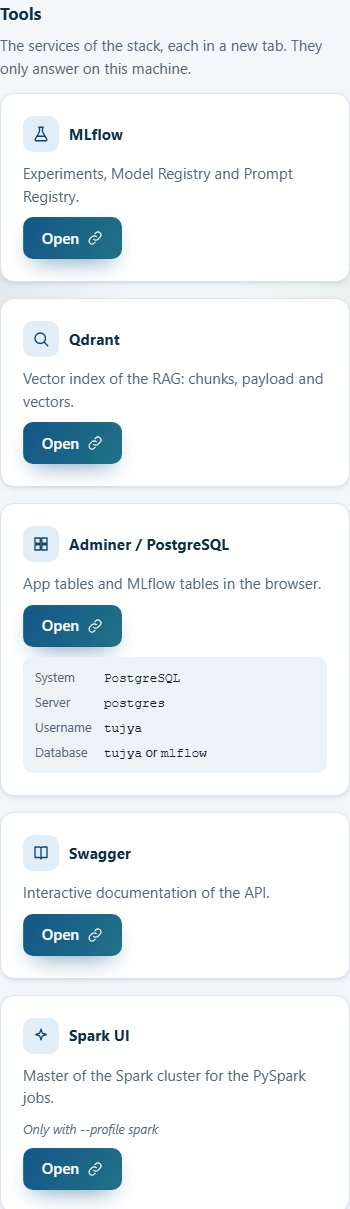 Tools
The services of the stack, each in a new tab. They
only answer on this machine.
MLflow
Experiments, Model Registry and Prompt
Registry.
Open
Qdrant
Vector index of the RAG: chunks, payload and
vectors.
Open
Adminer / PostgreSQL
App tables and MLflow tables in the browser.
Open
System PostgreSQL
Server postgres
Username tujya
Database tujya or mlflow
Swagger
Interactive documentation of the API.
Open
Spark UI
Master of the Spark cluster for the PySpark
jobs.
Only with --profile spark
Open